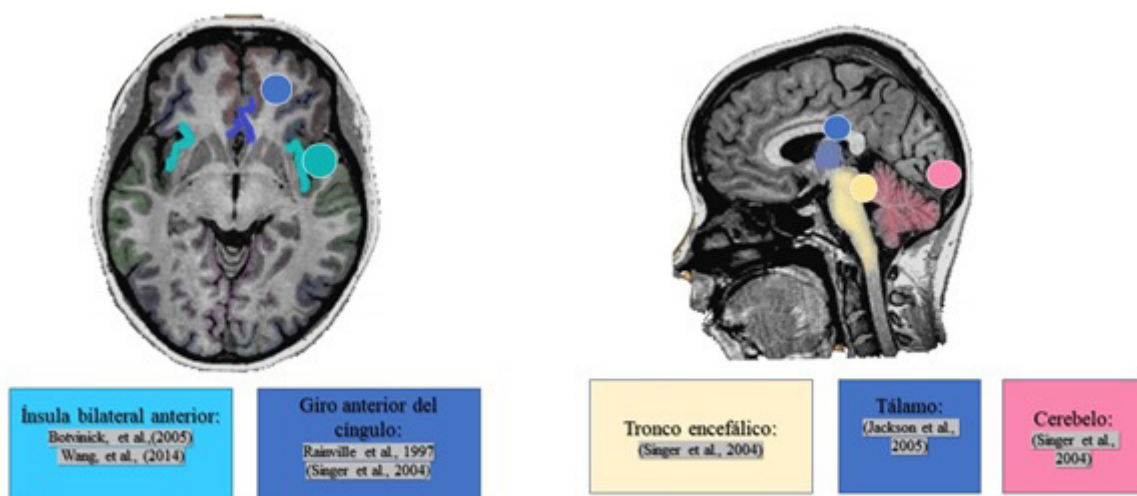 Ínsula bilateral anterior:
Botvinick, et al.,(2005)
Wang, et al., (2014)
Giro anterior del
cíngulo:
Rainville et al., 1997
(Singer et al., 2004)
Tronco encefálico:
(Singer et al., 2004)
Tálamo:
(Jackson et al.,
2005)
Cerebelo:
(Singer et al.,
2004)